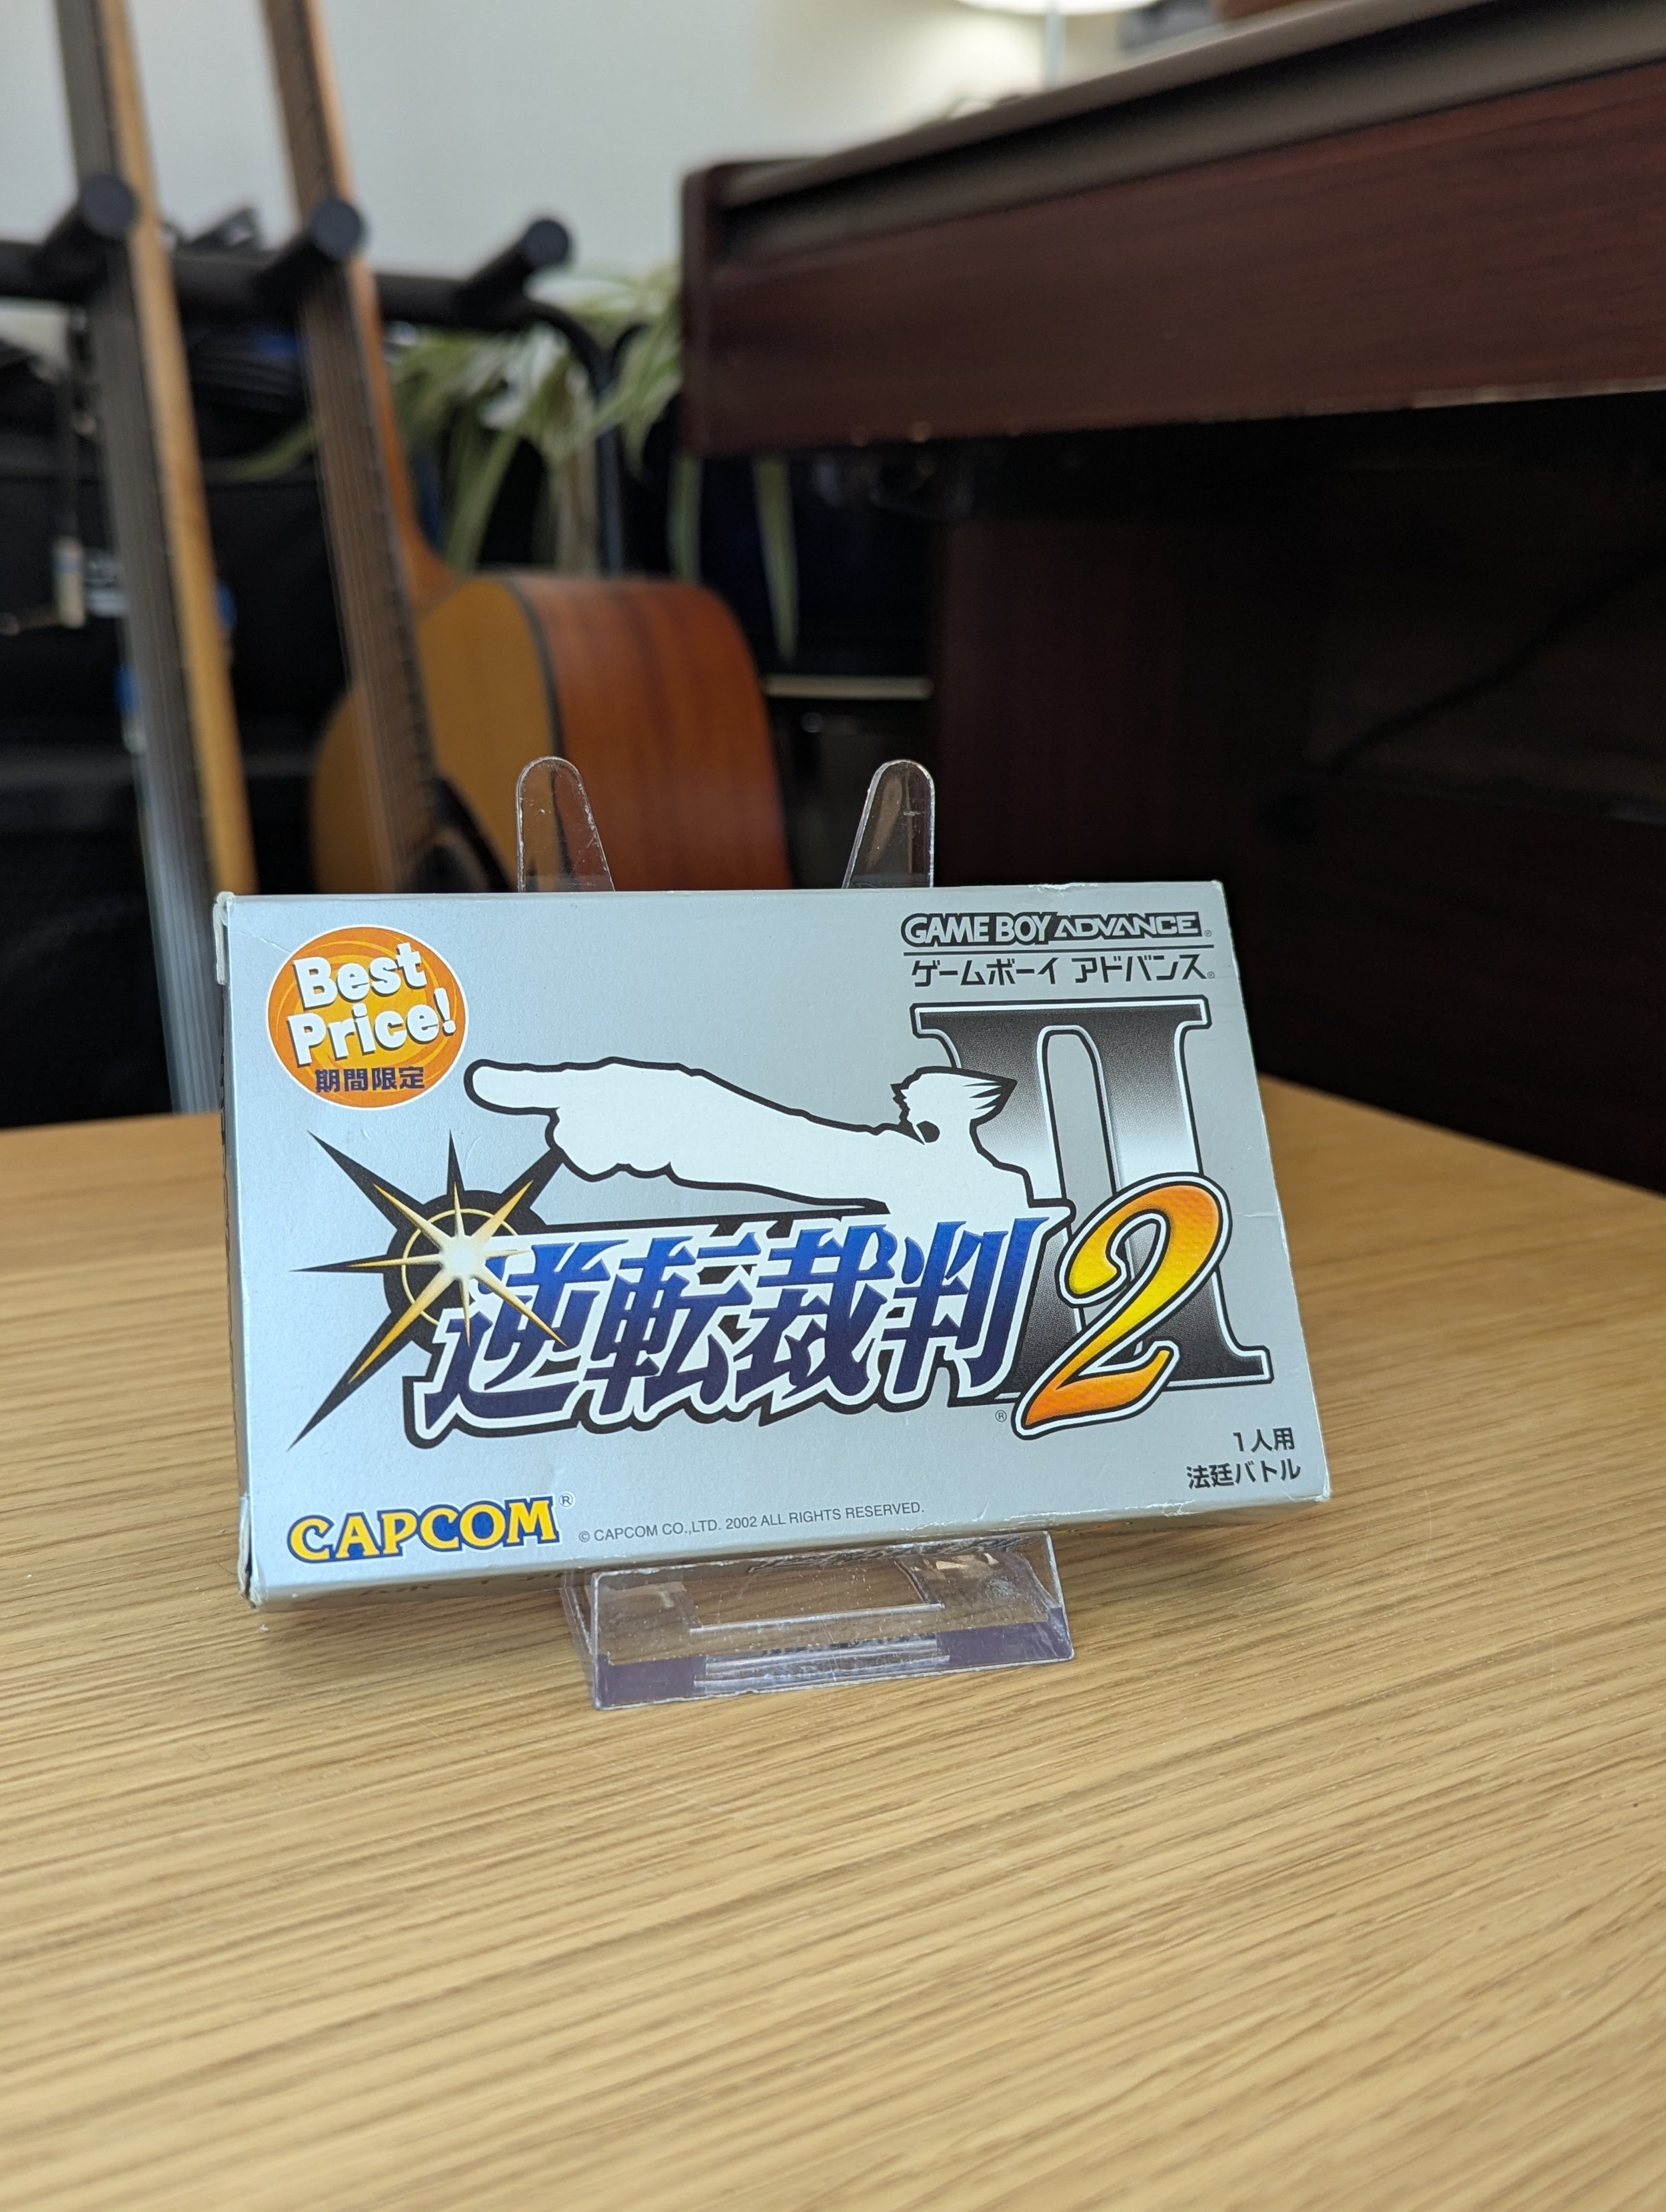 Best
Price!
期間限定
GAME BOY ADVANCE®
ゲームボーイ アドバンス®
II
逆転裁判2
®
1人用
法廷バトル
CAPCOM®
© CAPCOM CO.,LTD. 2002 ALL RIGHTS RESERVED.